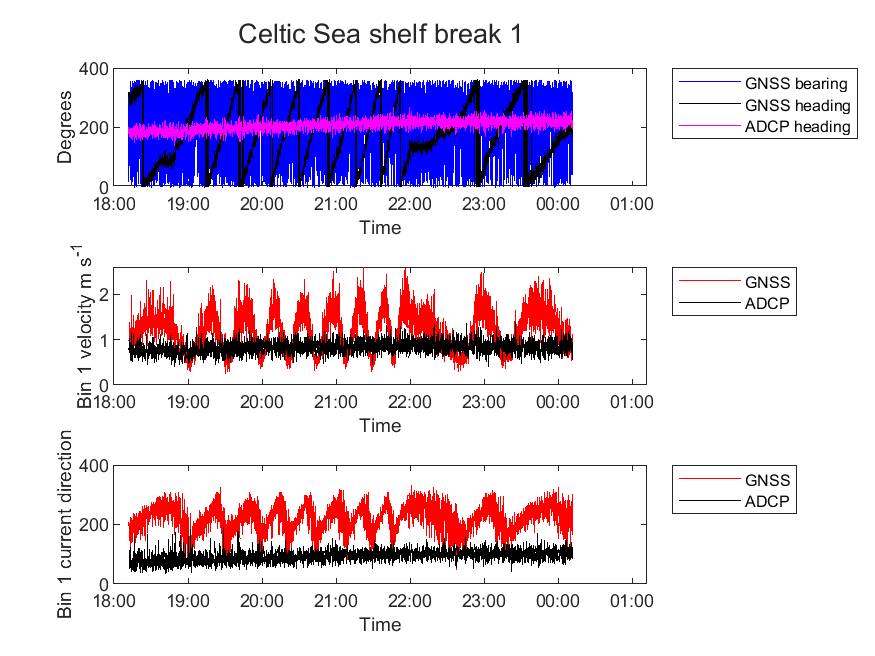 Celtic Sea shelf break 1
400
200
0
Degrees
18:00 19:00 20:00 21:00 22:00 23:00 00:00 01:00
Time
GNSS bearing
GNSS heading
ADCP heading
2
1
0
Bin 1 velocity m s-1
18:00 19:00 20:00 21:00 22:00 23:00 00:00 01:00
Time
GNSS
ADCP
400
200
0
Bin 1 current direction
18:00 19:00 20:00 21:00 22:00 23:00 00:00 01:00
Time
GNSS
ADCP